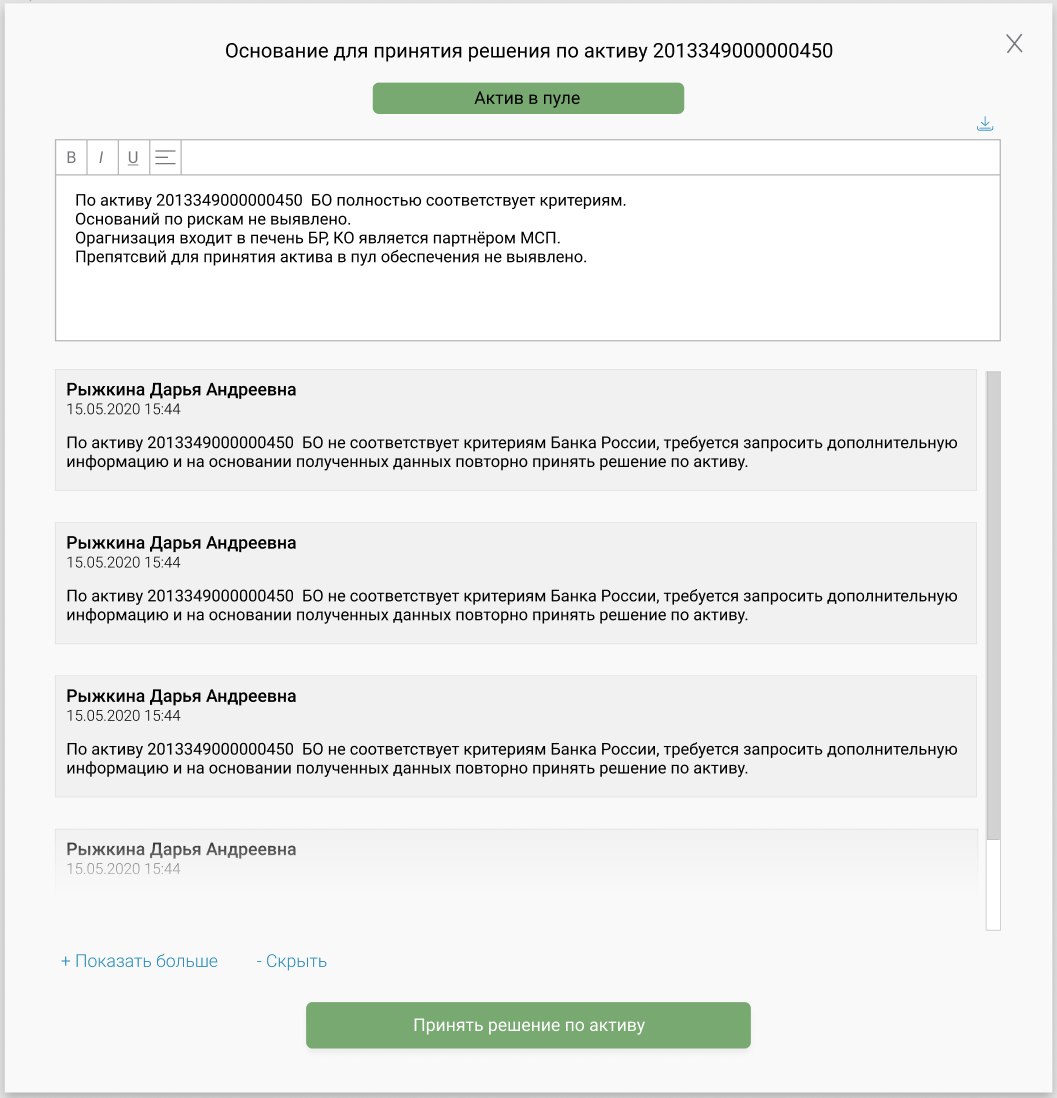 Основание для принятия решения по активу 2013349000000450
Актив в пуле
B I U
По активу 2013349000000450 БО полностью соответствует критериям.
Оснований по рискам не выявлено.
Орагнизация входит в печень БР, КО является партнёром МСП.
Препятсвий для принятия актива в пул обеспечения не выявлено.
Рыжкина Дарья Андреевна
15.05.2020 15:44
По активу 2013349000000450 БО не соответствует критериям Банка России, требуется запросить дополнительную
информацию и на основании полученных данных повторно принять решение по активу.
Рыжкина Дарья Андреевна
15.05.2020 15:44
По активу 2013349000000450 БО не соответствует критериям Банка России, требуется запросить дополнительную
информацию и на основании полученных данных повторно принять решение по активу.
Рыжкина Дарья Андреевна
15.05.2020 15:44
По активу 2013349000000450 БО не соответствует критериям Банка России, требуется запросить дополнительную
информацию и на основании полученных данных повторно принять решение по активу.
Рыжкина Дарья Андреевна
15.05.2020 15:44
+ Показать больше - Скрыть
Принять решение по активу